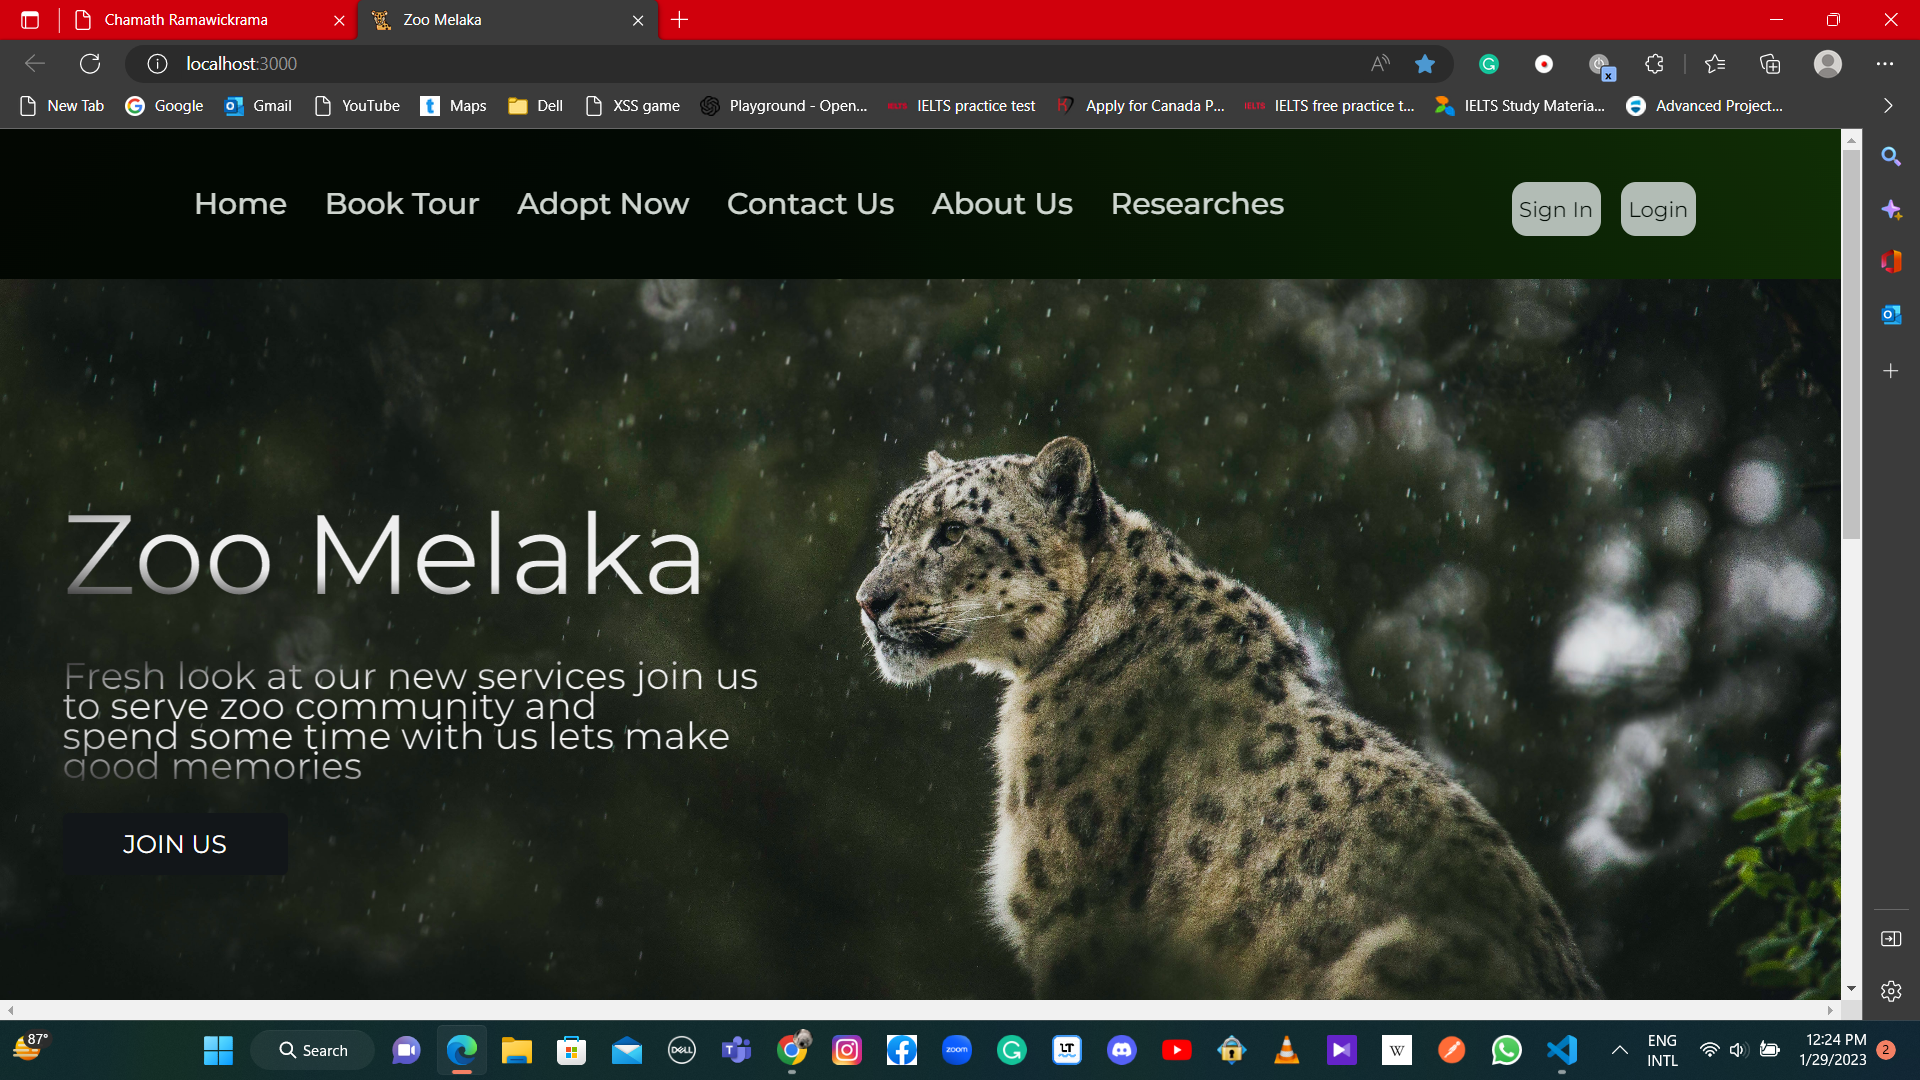 Chamath Ramawickrama
Zoo Melaka
localhost:3000
New Tab
Google
Gmail
YouTube
Maps
Dell
XSS game
Playground - Open...
IELTS practice test
Apply for Canada P...
IELTS free practice t...
IELTS Study Materia...
Advanced Project...
Home
Book Tour
Adopt Now
Contact Us
About Us
Researches
Sign In
Login
Zoo Melaka
Fresh look at our new services join us
to serve zoo community and
spend some time with us lets make
good memories
JOIN US
87°
Search
DELL
zoom
LT
W
ENG
INTL
12:24 PM
1/29/2023
2